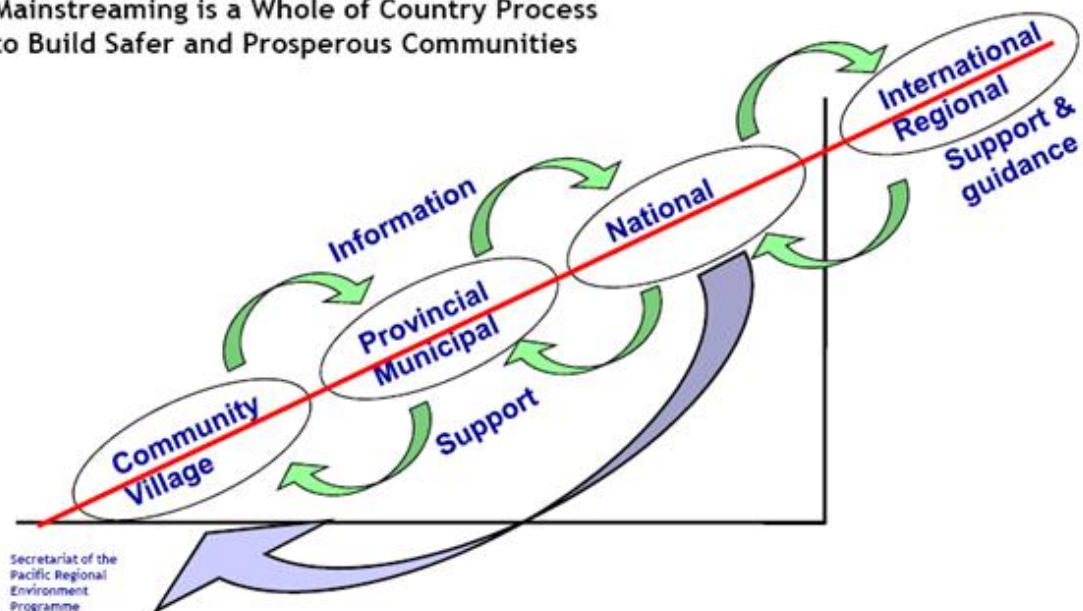 Mainstreaming is a Whole of Country Process
to Build Safer and Prosperous Communities
International
Regional
Support &
guidance
National
Information
Provincial
Municipal
Support
Community
Village
Secretariat of the
Pacific Regional
Environment
Programme